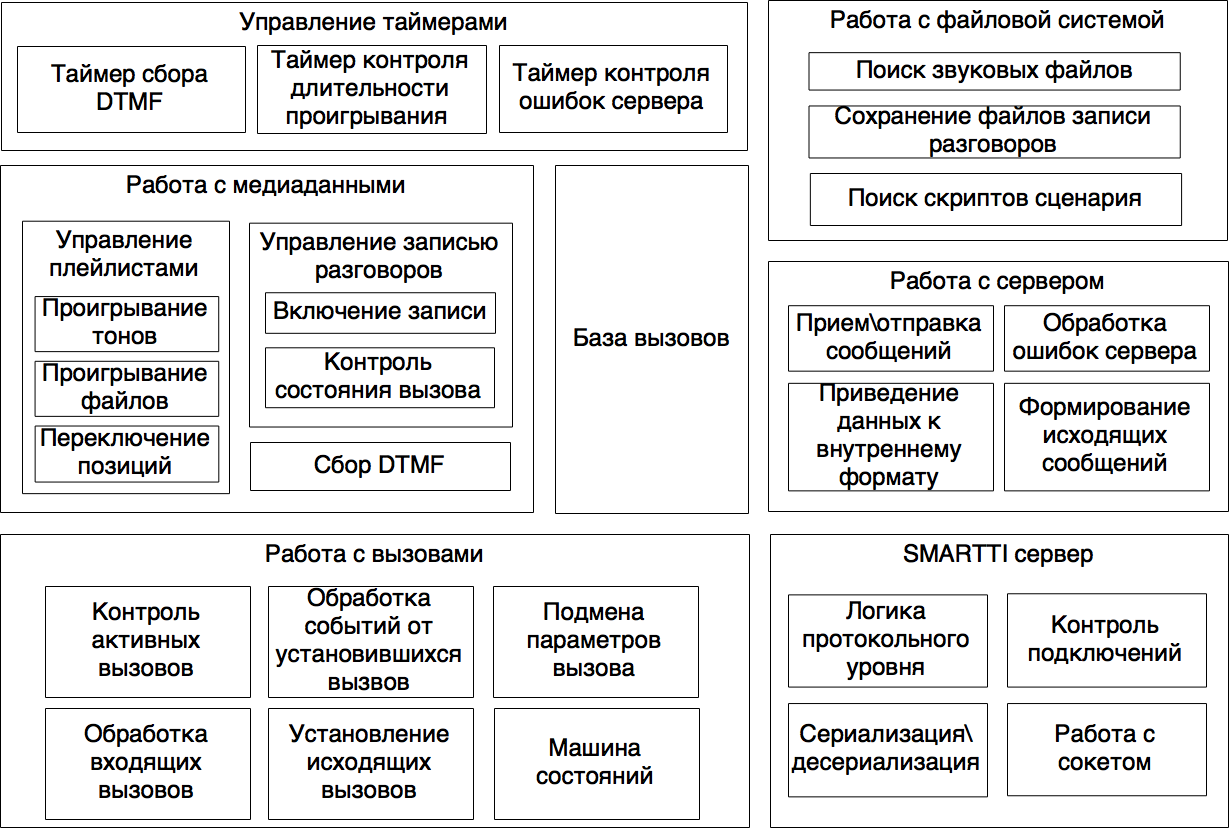 Управление таймерами
Таймер сбора
DTMF
Таймер контроля
длительности
проигрывания
Таймер контроля
ошибок сервера
Работа с файловой системой
Поиск звуковых файлов
Сохранение файлов записи
разговоров
Поиск скриптов сценария
Работа с медиаданными
Управление
плейлистами
Проигрывание
тонов
Проигрывание
файлов
Переключение
позиций
Управление записью
разговоров
Включение записи
Контроль
состояния вызова
Сбор DTMF
База вызовов
Работа с сервером
Прием\отправка
сообщений
Обработка
ошибок сервера
Приведение
данных к
внутреннему
формату
Формирование
исходящих
сообщений
Работа с вызовами
Контроль
активных
вызовов
Обработка
событий от
установившихся
вызвов
Подмена
параметров
вызова
Обработка
входящих
вызовов
Установление
исходящих
вызовов
Машина
состояний
SMARTTI сервер
Логика
протокольного
уровня
Контроль
подключений
Сериализация\
десериализация
Работа с
сокетом